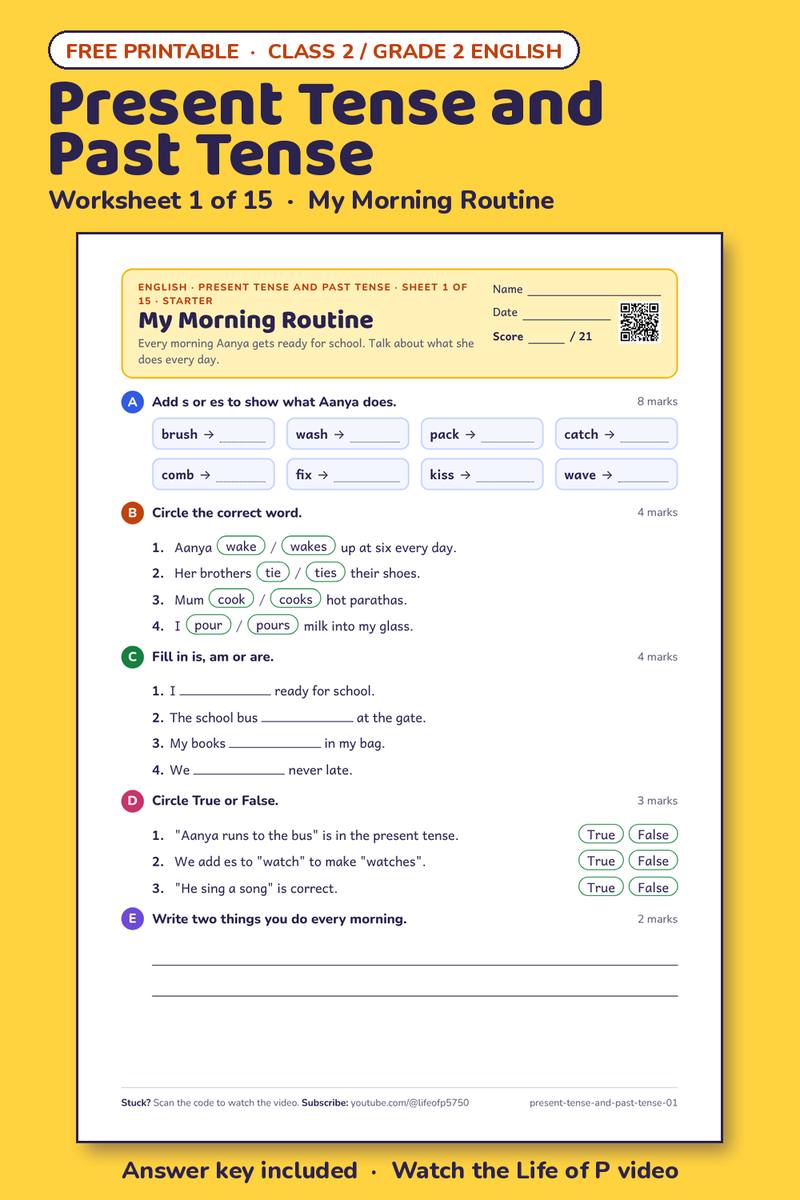 FREE PRINTABLE · CLASS 2 / GRADE 2 ENGLISH
Present Tense and
Past Tense
Worksheet 1 of 15 · My Morning Routine
ENGLISH · PRESENT TENSE AND PAST TENSE · SHEET 1 OF
15 · STARTER
My Morning Routine
Every morning Aanya gets ready for school. Talk about what she
does every day.
Name
Date
Score / 21
A Add s or es to show what Aanya does. 8 marks
brush → wash → pack → catch →
comb → fix → kiss → wave →
B Circle the correct word. 4 marks
1. Aanya wake / wakes up at six every day.
2. Her brothers tie / ties their shoes.
3. Mum cook / cooks hot parathas.
4. I pour / pours milk into my glass.
C Fill in is, am or are. 4 marks
1. I ready for school.
2. The school bus at the gate.
3. My books in my bag.
4. We never late.
D Circle True or False. 3 marks
1. "Aanya runs to the bus" is in the present tense. True False
2. We add es to "watch" to make "watches". True False
3. "He sing a song" is correct. True False
E Write two things you do every morning. 2 marks
Stuck? Scan the code to watch the video. Subscribe: youtube.com/@lifeofp5750 present-tense-and-past-tense-01
Answer key included · Watch the Life of P video